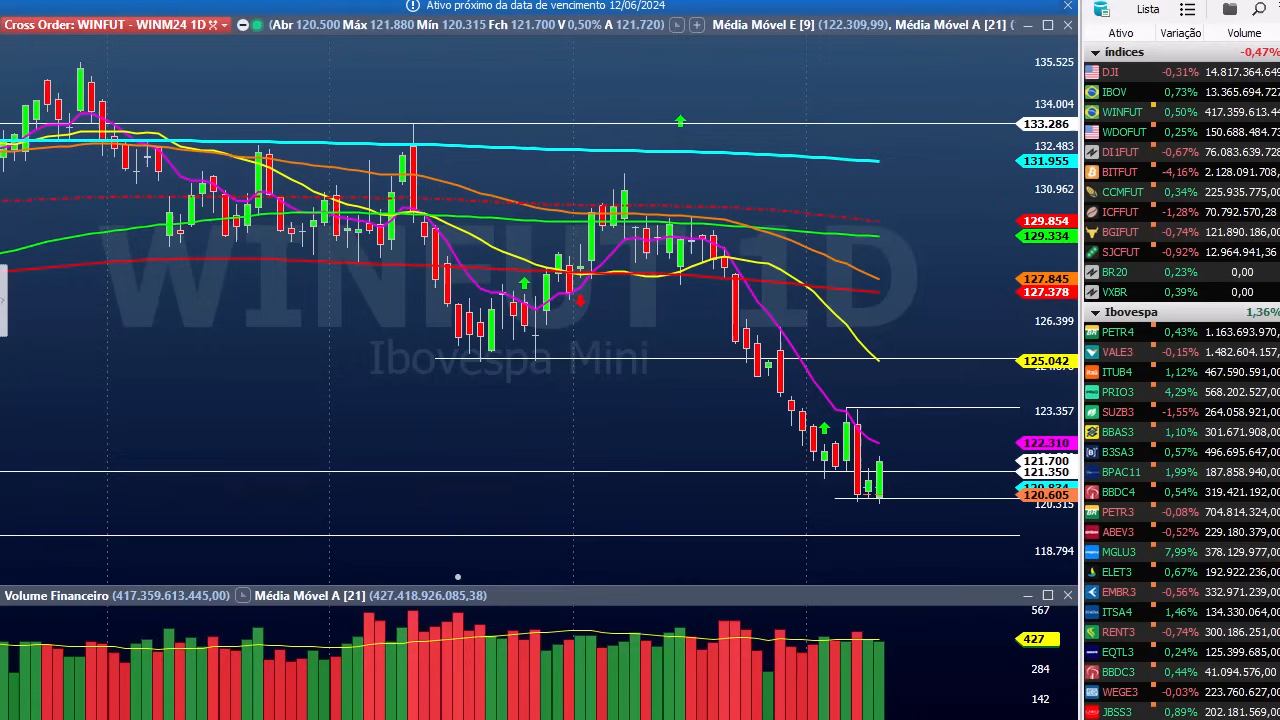 Ativo próximo da data de vencimento 12/06/2024
Cross Order: WINFUT - WINM24 1D (Abr 120.500 Máx 121.880 Mín 120.315 Fch 121.700 V 0,50% A 121.720) Média Móvel E [9] (122.309,99), Média Móvel A [21] (
135.525
134.004
133.286
132.483
131.955
130.962
129.854
129.334
127.845
127.378
126.399
125.042
123.357
122.310
121.700
121.350
120.605
120.315
118.794
WINFUT 1D
Ibovespa Mini
Volume Financeiro (417.359.613.445,00) Média Móvel A [21] (427.418.926.085,38)
567
427
284
142
Lista
Ativo Variação Volume
índices -0,47%
DJI -0,31% 14.817.364.649
IBOV 0,73% 13.365.694.727
WINFUT 0,50% 417.359.613.44
WDOFUT 0,25% 150.688.484.72
DI1FUT -0,67% 76.083.639.728
BITFUT -4,16% 2.128.091.708,
CCMFUT 0,34% 225.935.775,00
ICFFUT -1,28% 70.792.570,28
BGIFUT -0,74% 121.890.186,00
SJCFUT -0,92% 12.964.941,36
BR20 0,23% 0,00
VXBR 0,39% 0,00
Ibovespa 1,36%
PETR4 0,43% 1.163.693.970,
VALE3 -0,15% 1.482.604.157,
ITUB4 1,12% 467.590.591,00
PRIO3 4,29% 568.202.527,00
SUZB3 -1,55% 264.058.921,00
BBAS3 1,10% 301.671.908,00
B3SA3 0,57% 496.645.197,00
BPAC11 1,99% 187.858.940,00
BBDC4 0,54% 319.421.192,00
PETR3 -0,08% 704.814.324,00
ABEV3 -0,52% 229.180.379,00
MGLU3 7,99% 378.129.977,00
ELET3 0,67% 192.922.236,00
EMBR3 -0,56% 332.971.239,00
ITSA4 1,46% 134.330.064,00
RENT3 -0,74% 300.186.251,00
EQTL3 0,24% 125.399.685,00
BBDC3 0,44% 41.094.576,00
WEGE3 -0,03% 223.760.627,00
JBSS3 0,89% 202.181.569,00